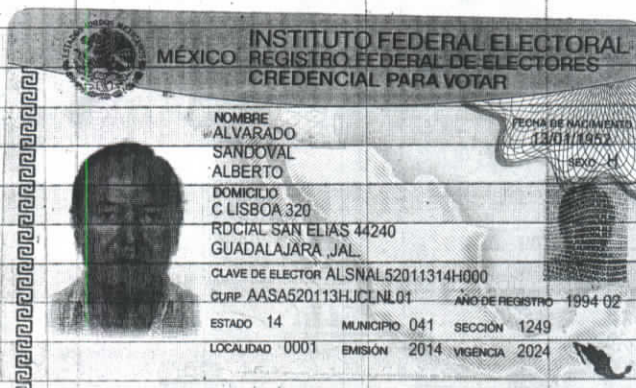 MÉXICO INSTITUTO FEDERAL ELECTORAL
REGISTRO FEDERAL DE ELECTORES
CREDENCIAL PARA VOTAR
NOMBRE
ALVARADO
SANDOVAL
ALBERTO
FECHA DE NACIMIENTO
13/01/1952
SEXO H
DOMICILIO
C LISBOA 320
RDCIAL SAN ELIAS 44240
GUADALAJARA ,JAL.
CLAVE DE ELECTOR ALSNAL52011314H000
CURP AASA520113HJCLNL01 AÑO DE REGISTRO 1994 02
ESTADO 14 MUNICIPIO 041 SECCIÓN 1249
LOCALIDAD 0001 EMISIÓN 2014 VIGENCIA 2024